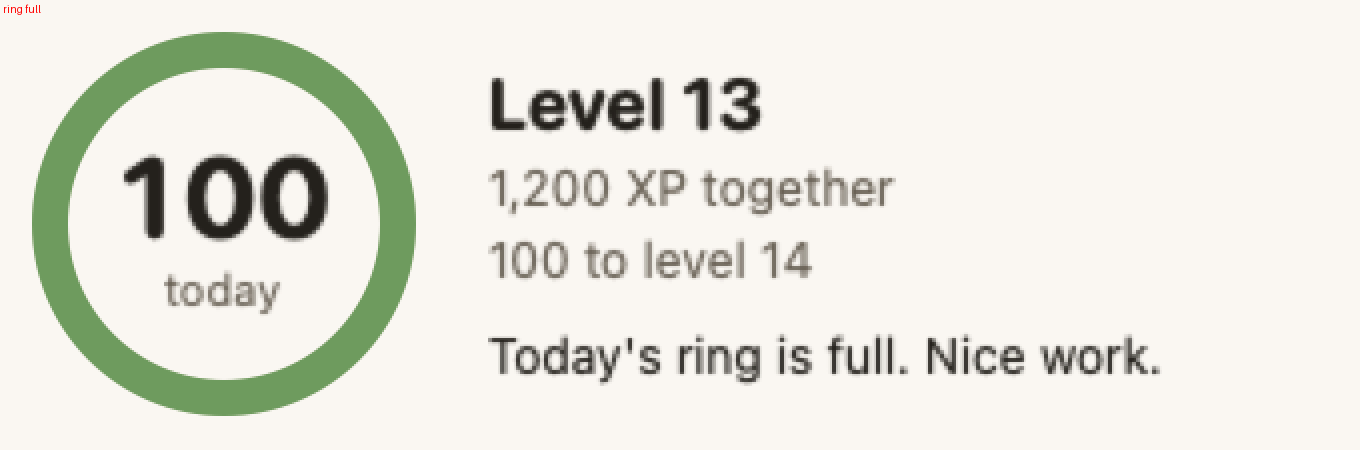 ring full
100
today
Level 13
1,200 XP together
100 to level 14
Today's ring is full. Nice work.